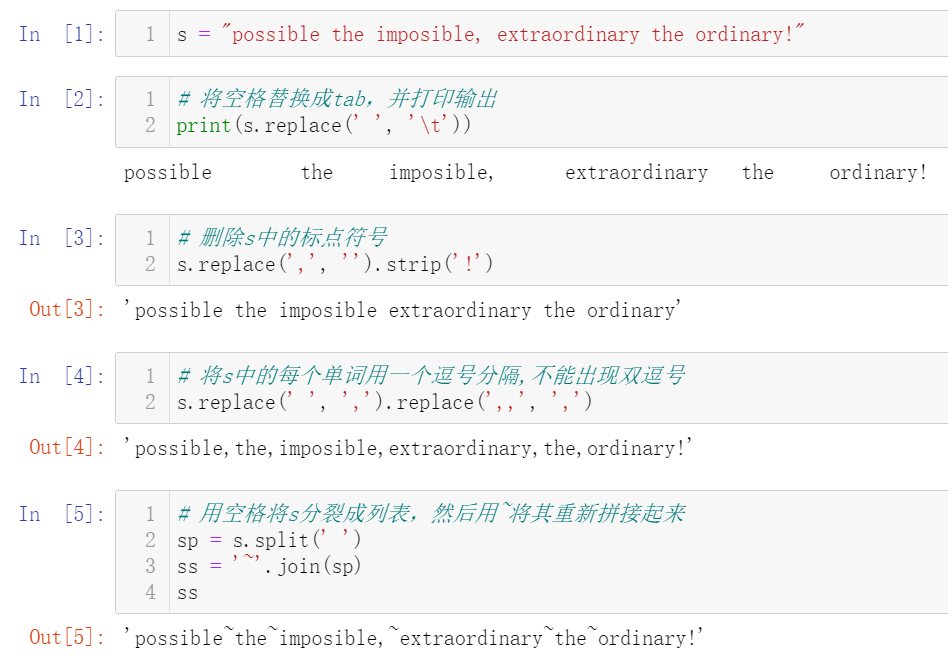 In [1]: 1 s = "possible the imposible, extraordinary the ordinary!"
In [2]: 1 # 将空格替换成tab，并打印输出
2 print(s.replace(' ', '\t'))
possible the imposible, extraordinary the ordinary!
In [3]: 1 # 删除s中的标点符号
2 s.replace(',', '').strip('!')
Out[3]: 'possible the imposible extraordinary the ordinary'
In [4]: 1 # 将s中的每个单词用一个逗号分隔,不能出现双逗号
2 s.replace(' ', ',').replace(',,', ',')
Out[4]: 'possible,the,imposible,extraordinary,the,ordinary!'
In [5]: 1 # 用空格将s分裂成列表，然后用~将其重新拼接起来
2 sp = s.split(' ')
3 ss = '~'.join(sp)
4 ss
Out[5]: 'possible~the~imposible,~extraordinary~the~ordinary!'